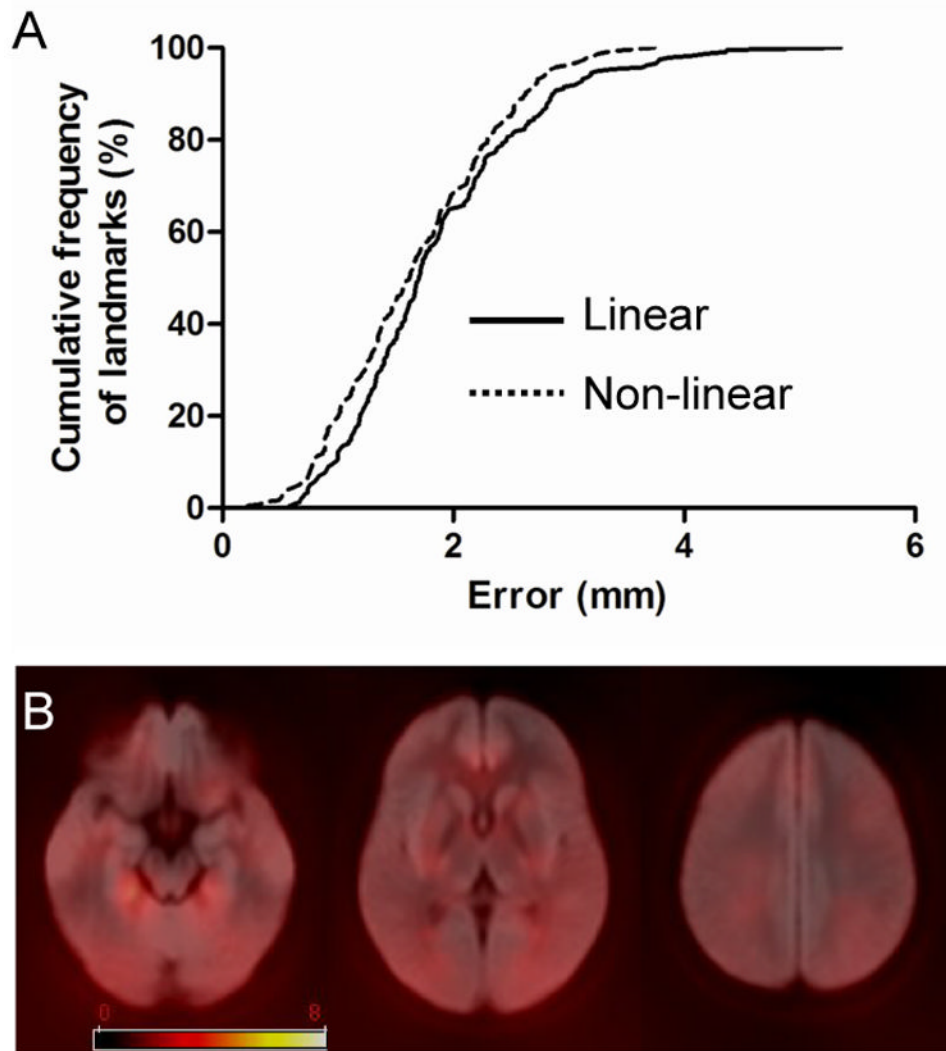 A
100
80
60
40
20
0
Cumulative frequency
of landmarks (%)
Linear
Non-linear
0 2 4 6
Error (mm)
B
0 8